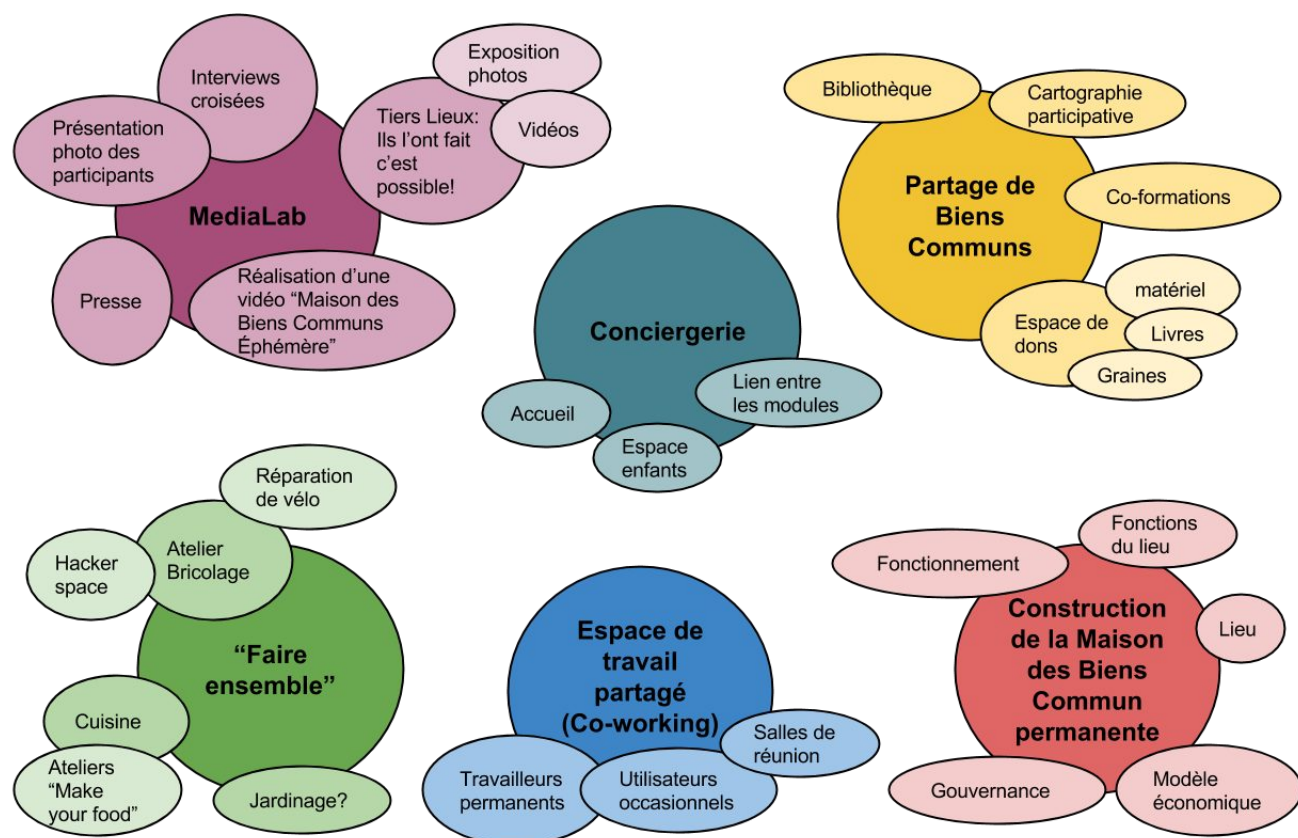 Interviews
croisées
Présentation
photo des
participants
Tiers Lieux:
Ils l’ont fait
c’est
possible!
Exposition
photos
Vidéos
MediaLab
Presse
Réalisation d’une
vidéo “Maison des
Biens Communs
Éphémère”
Conciergerie
Accueil
Espace
enfants
Lien entre
les modules
Bibliothèque
Cartographie
participative
Partage de
Biens
Communs
Co-formations
Espace de
dons
matériel
Livres
Graines
Réparation
de vélo
Hacker
space
Atelier
Bricolage
“Faire
ensemble”
Cuisine
Ateliers
“Make
your food”
Jardinage?
Espace de
travail
partagé
(Co-working)
Travailleurs
permanents
Utilisateurs
occasionnels
Salles de
réunion
Fonctionnement
Fonctions
du lieu
Lieu
Construction
de la Maison
des Biens
Commun
permanente
Gouvernance
Modèle
économique